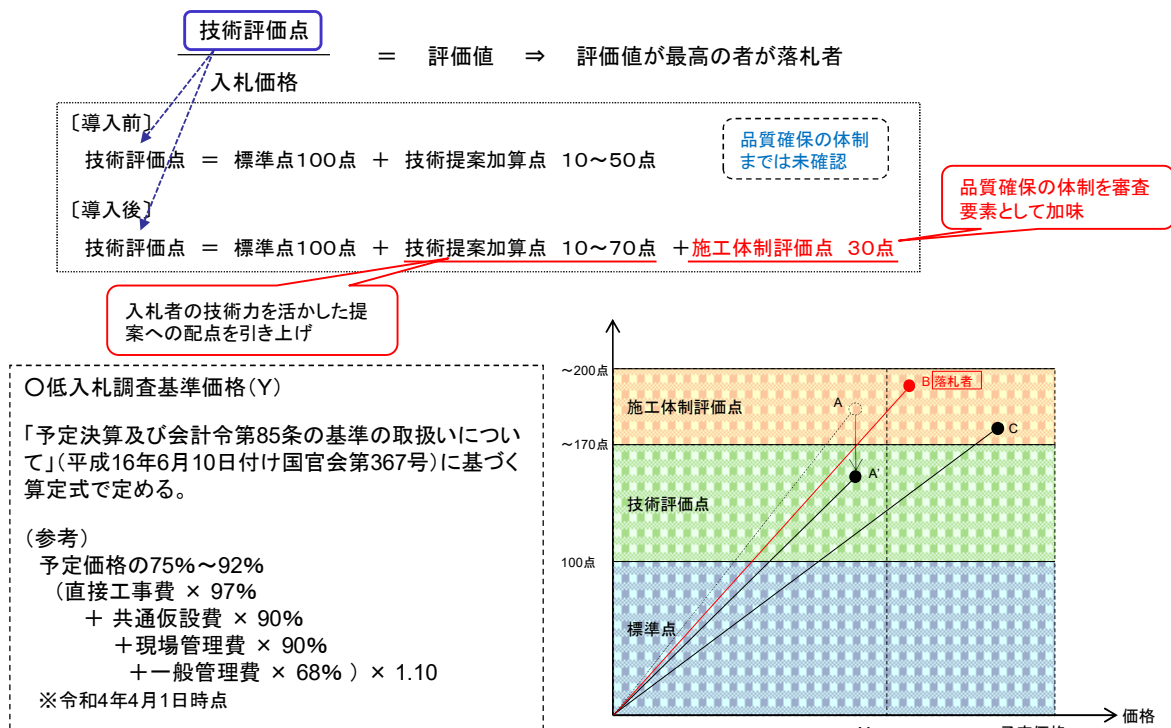 技術評価点
入札価格
＝ 評価値 ⇒ 評価値が最高の者が落札者
〔導入前〕
技術評価点 ＝ 標準点100点 ＋ 技術提案加算点 10～50点
品質確保の体制
までは未確認
〔導入後〕
技術評価点 ＝ 標準点100点 ＋ 技術提案加算点 10～70点 ＋施工体制評価点 30点
品質確保の体制を審査
要素として加味
入札者の技術力を活かした提
案への配点を引き上げ
〇低入札調査基準価格(Y)
「予定決算及び会計令第85条の基準の取扱いについ
て」(平成16年6月10日付け国官会第367号)に基づく
算定式で定める。
(参考)
予定価格の75%～92%
(直接工事費 × 97%
＋ 共通仮設費 × 90%
＋現場管理費 × 90%
＋一般管理費 × 68% ) × 1.10
※令和4年4月1日時点
～200点
施工体制評価点
A
B 落札者
C
～170点
A'
技術評価点
100点
標準点
価格